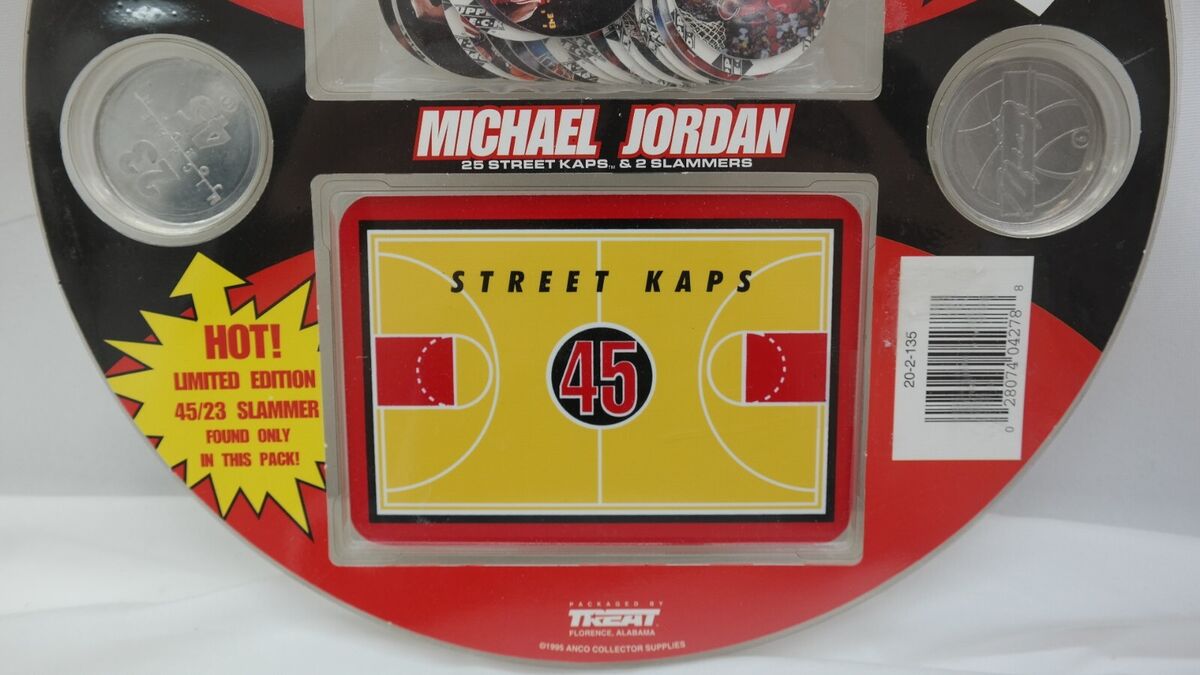 MICHAEL JORDAN
25 STREET KAPS™ & 2 SLAMMERS
STREET KAPS
45
HOT!
LIMITED EDITION
45/23 SLAMMER
FOUND ONLY
IN THIS PACK!
20-2-135
0 28074 04278 8
PACKAGED BY
TREAT
FLORENCE, ALABAMA
©1995 ANCO COLLECTOR SUPPLIES